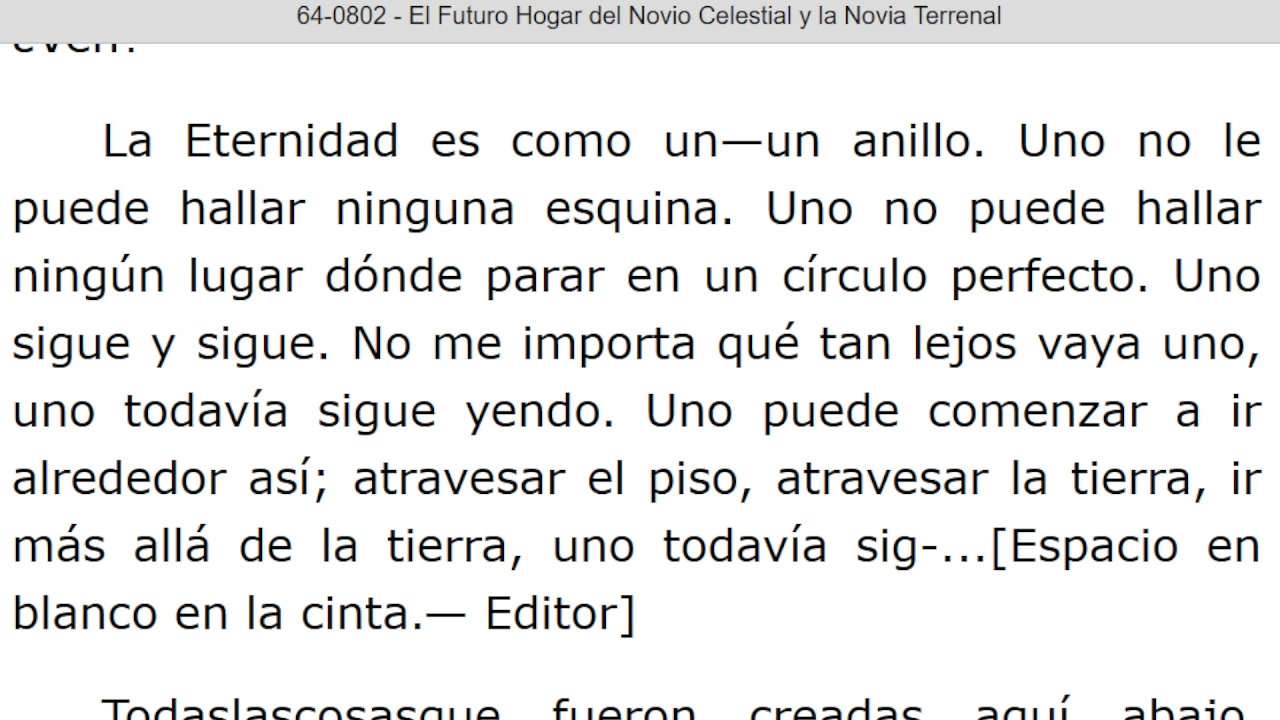 64-0802 - El Futuro Hogar del Novio Celestial y la Novia Terrenal
La Eternidad es como un—un anillo. Uno no le
puede hallar ninguna esquina. Uno no puede hallar
ningún lugar dónde parar en un círculo perfecto. Uno
sigue y sigue. No me importa qué tan lejos vaya uno,
uno todavía sigue yendo. Uno puede comenzar a ir
alrededor así; atravesar el piso, atravesar la tierra, ir
más allá de la tierra, uno todavía sig-...[Espacio en
blanco en la cinta.— Editor]
Todaslascosasque fueron creadas aquí abajo